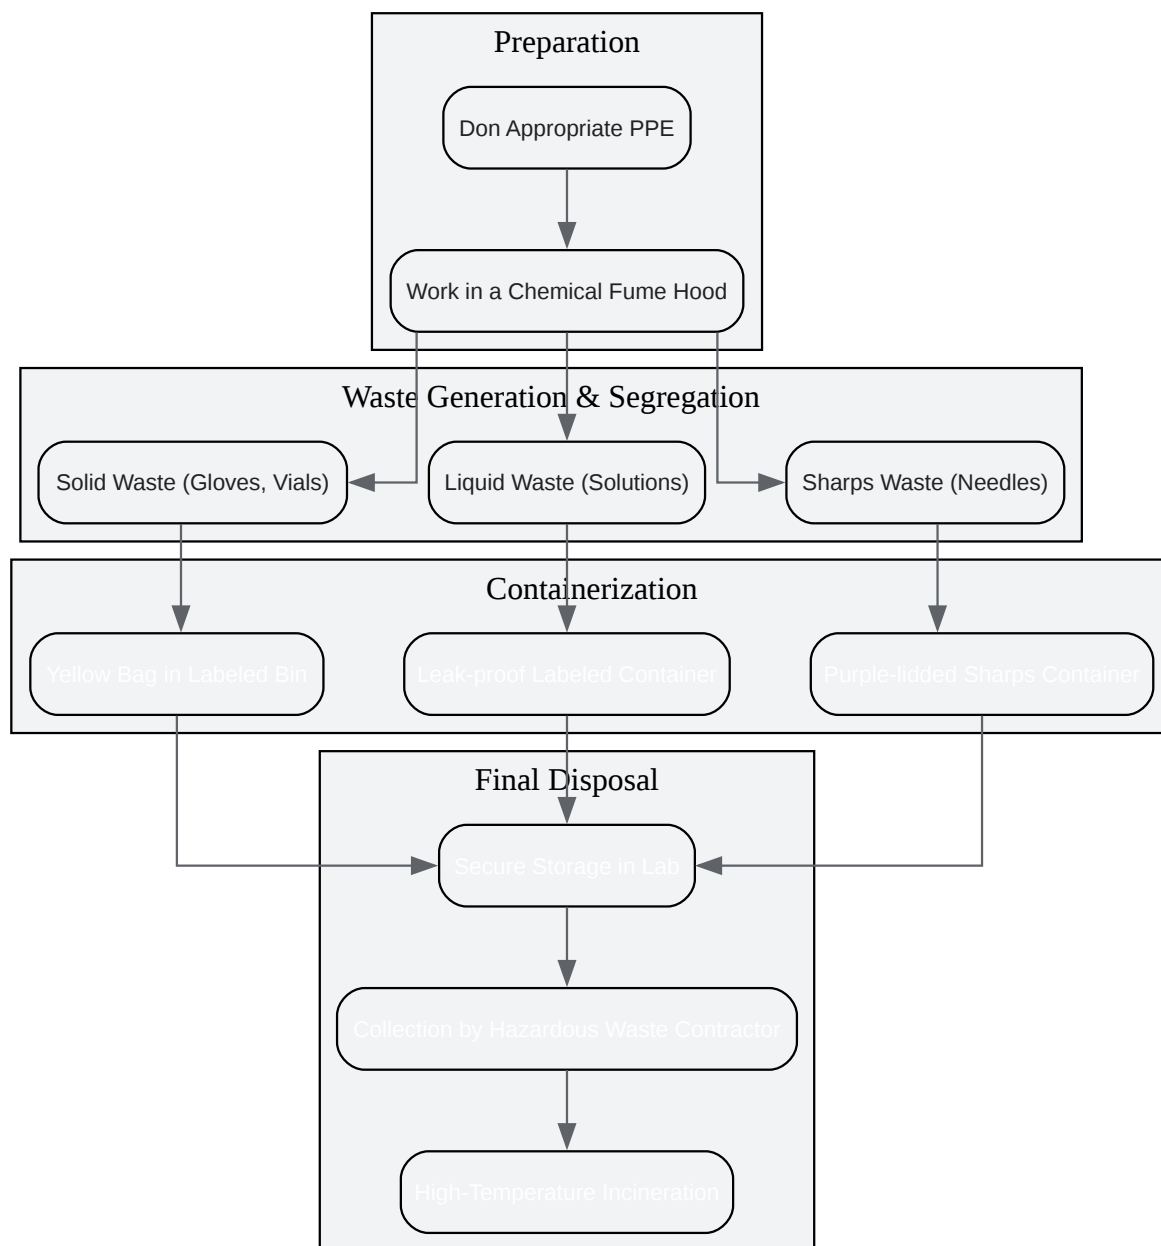 Preparation
Don Appropriate PPE
Work in a Chemical Fume Hood
Waste Generation & Segregation
Solid Waste (Gloves, Vials)
Liquid Waste (Solutions)
Sharps Waste (Needles)
Containerization
Yellow Bag in Labeled Bin
Leak-proof Labeled Container
Purple-lidded Sharps Container
Final Disposal
Secure Storage in Lab
Collection by Hazardous Waste Contractor
High-Temperature Incineration